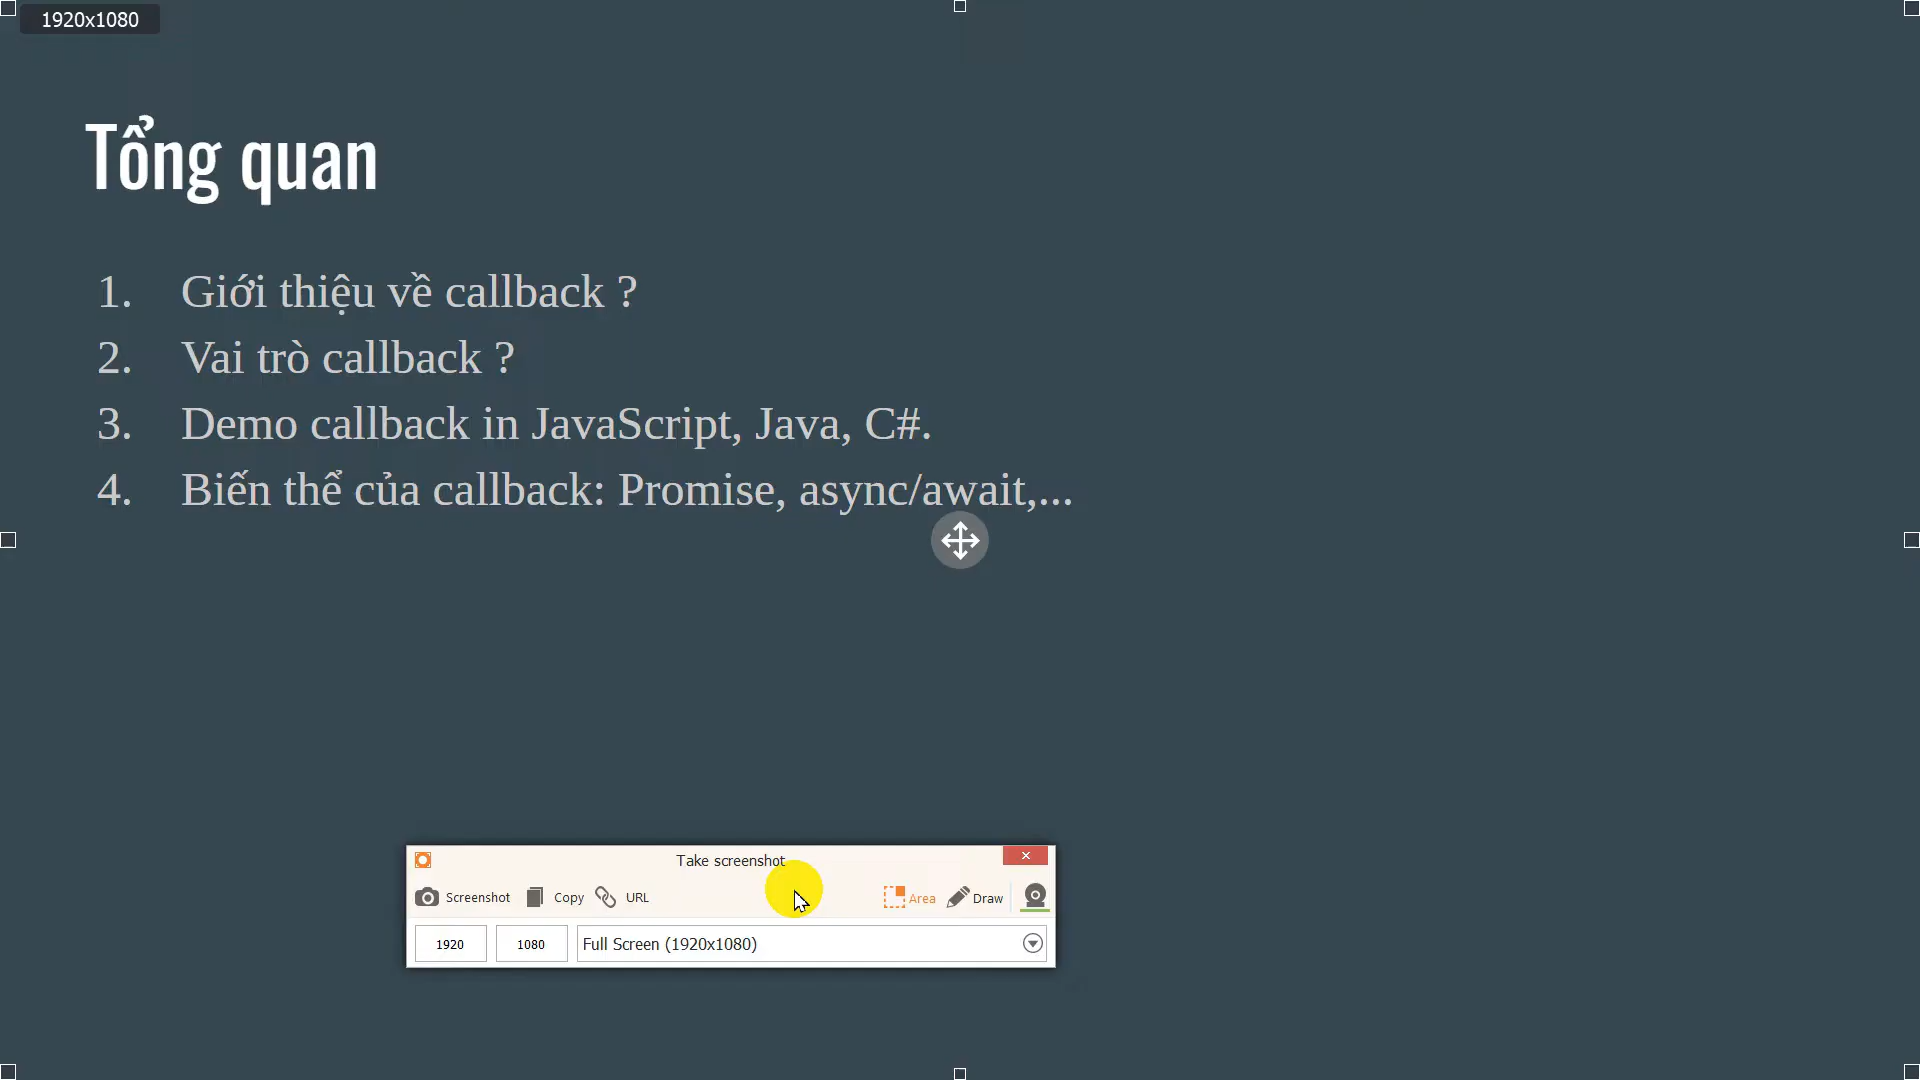 1920x1080
Tổng quan
1. Giới thiệu về callback ?
2. Vai trò callback ?
3. Demo callback in JavaScript, Java, C#.
4. Biến thể của callback: Promise, async/await,...
Take screenshot
Screenshot Copy URL Area Draw
1920 1080 Full Screen (1920x1080)